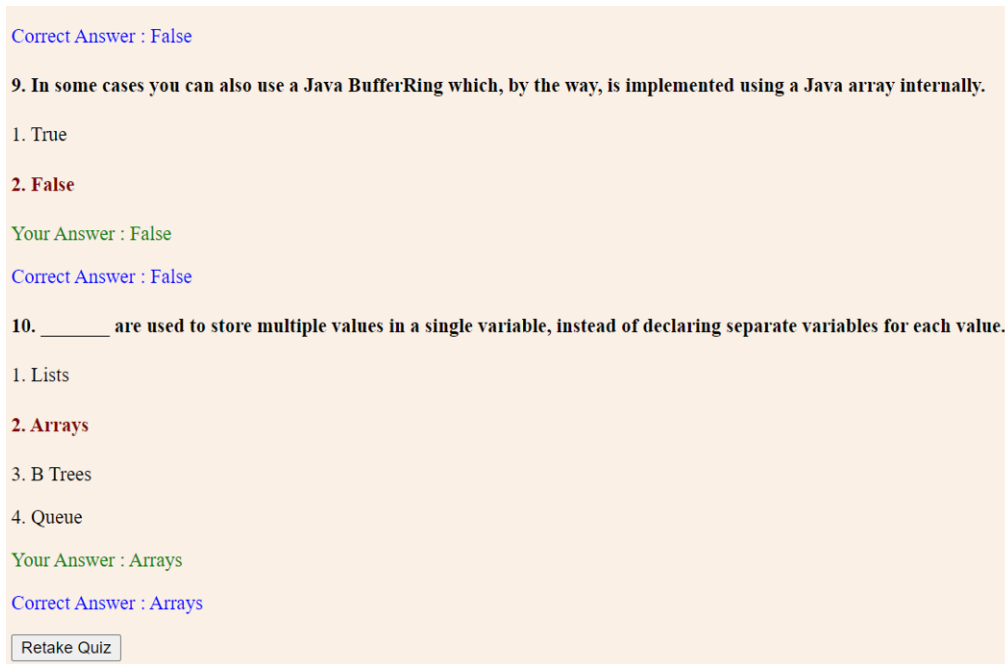 Correct Answer : False
9. In some cases you can also use a Java BufferRing which, by the way, is implemented using a Java array internally.
1. True
2. False
Your Answer : False
Correct Answer : False
10. _______ are used to store multiple values in a single variable, instead of declaring separate variables for each value.
1. Lists
2. Arrays
3. B Trees
4. Queue
Your Answer : Arrays
Correct Answer : Arrays
Retake Quiz